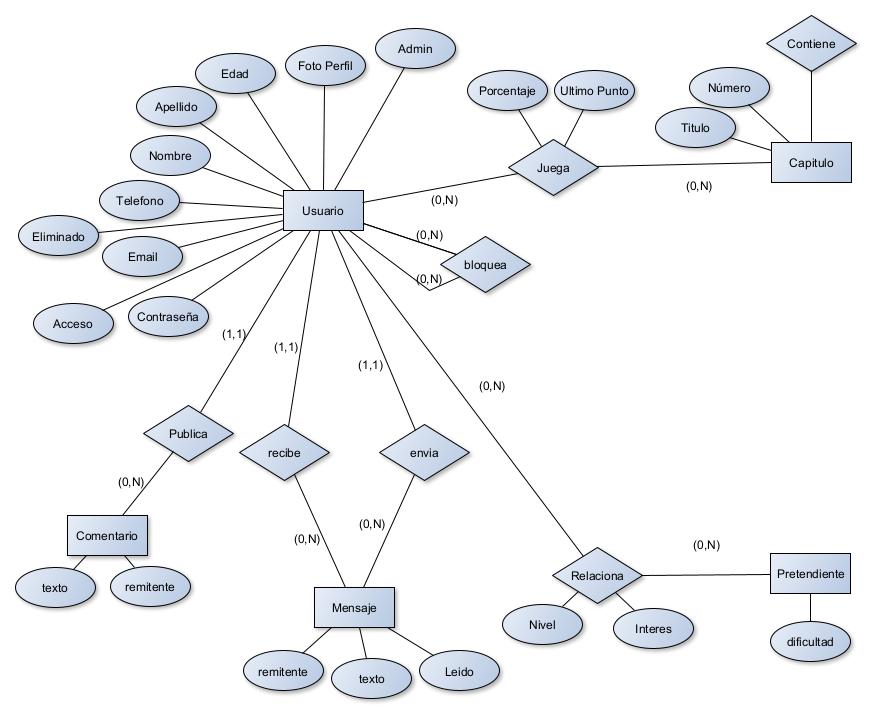 Contiene
Admin
Foto Perfil
Edad
Número
Porcentaje
Ultimo Punto
Apellido
Titulo
Nombre
Capitulo
Juega
(0,N)
Telefono
(0,N)
Usuario
Eliminado
(0,N)
Email
bloquea
(0,N)
Contraseña
Acceso
(1,1)
(1,1)
(1,1)
(0,N)
Publica
recibe
envia
(0,N)
(0,N)
(0,N)
Comentario
(0,N)
Relaciona
Pretendiente
texto
remitente
Mensaje
Nivel
Interes
dificultad
remitente
texto
Leido